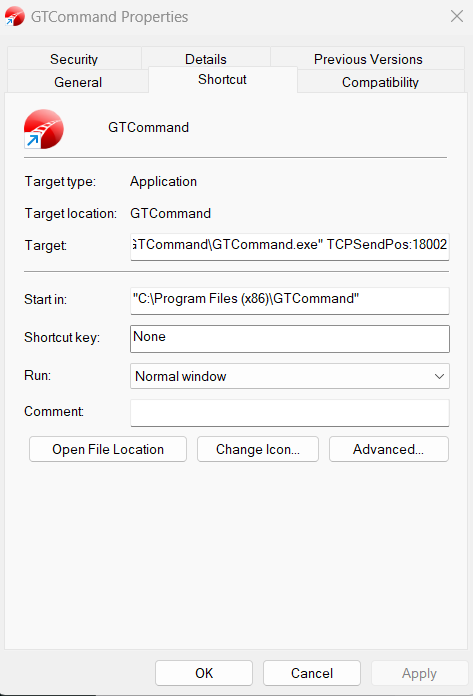 GTCommand Properties
Security Details Previous Versions
General Shortcut Compatibility
GTCommand
Target type: Application
Target location: GTCommand
Target: GTCommand\GTCommand.exe" TCPSendPos:18002
Start in: "C:\Program Files (x86)\GTCommand"
Shortcut key: None
Run: Normal window
Comment:
Open File Location Change Icon... Advanced...
OK Cancel Apply